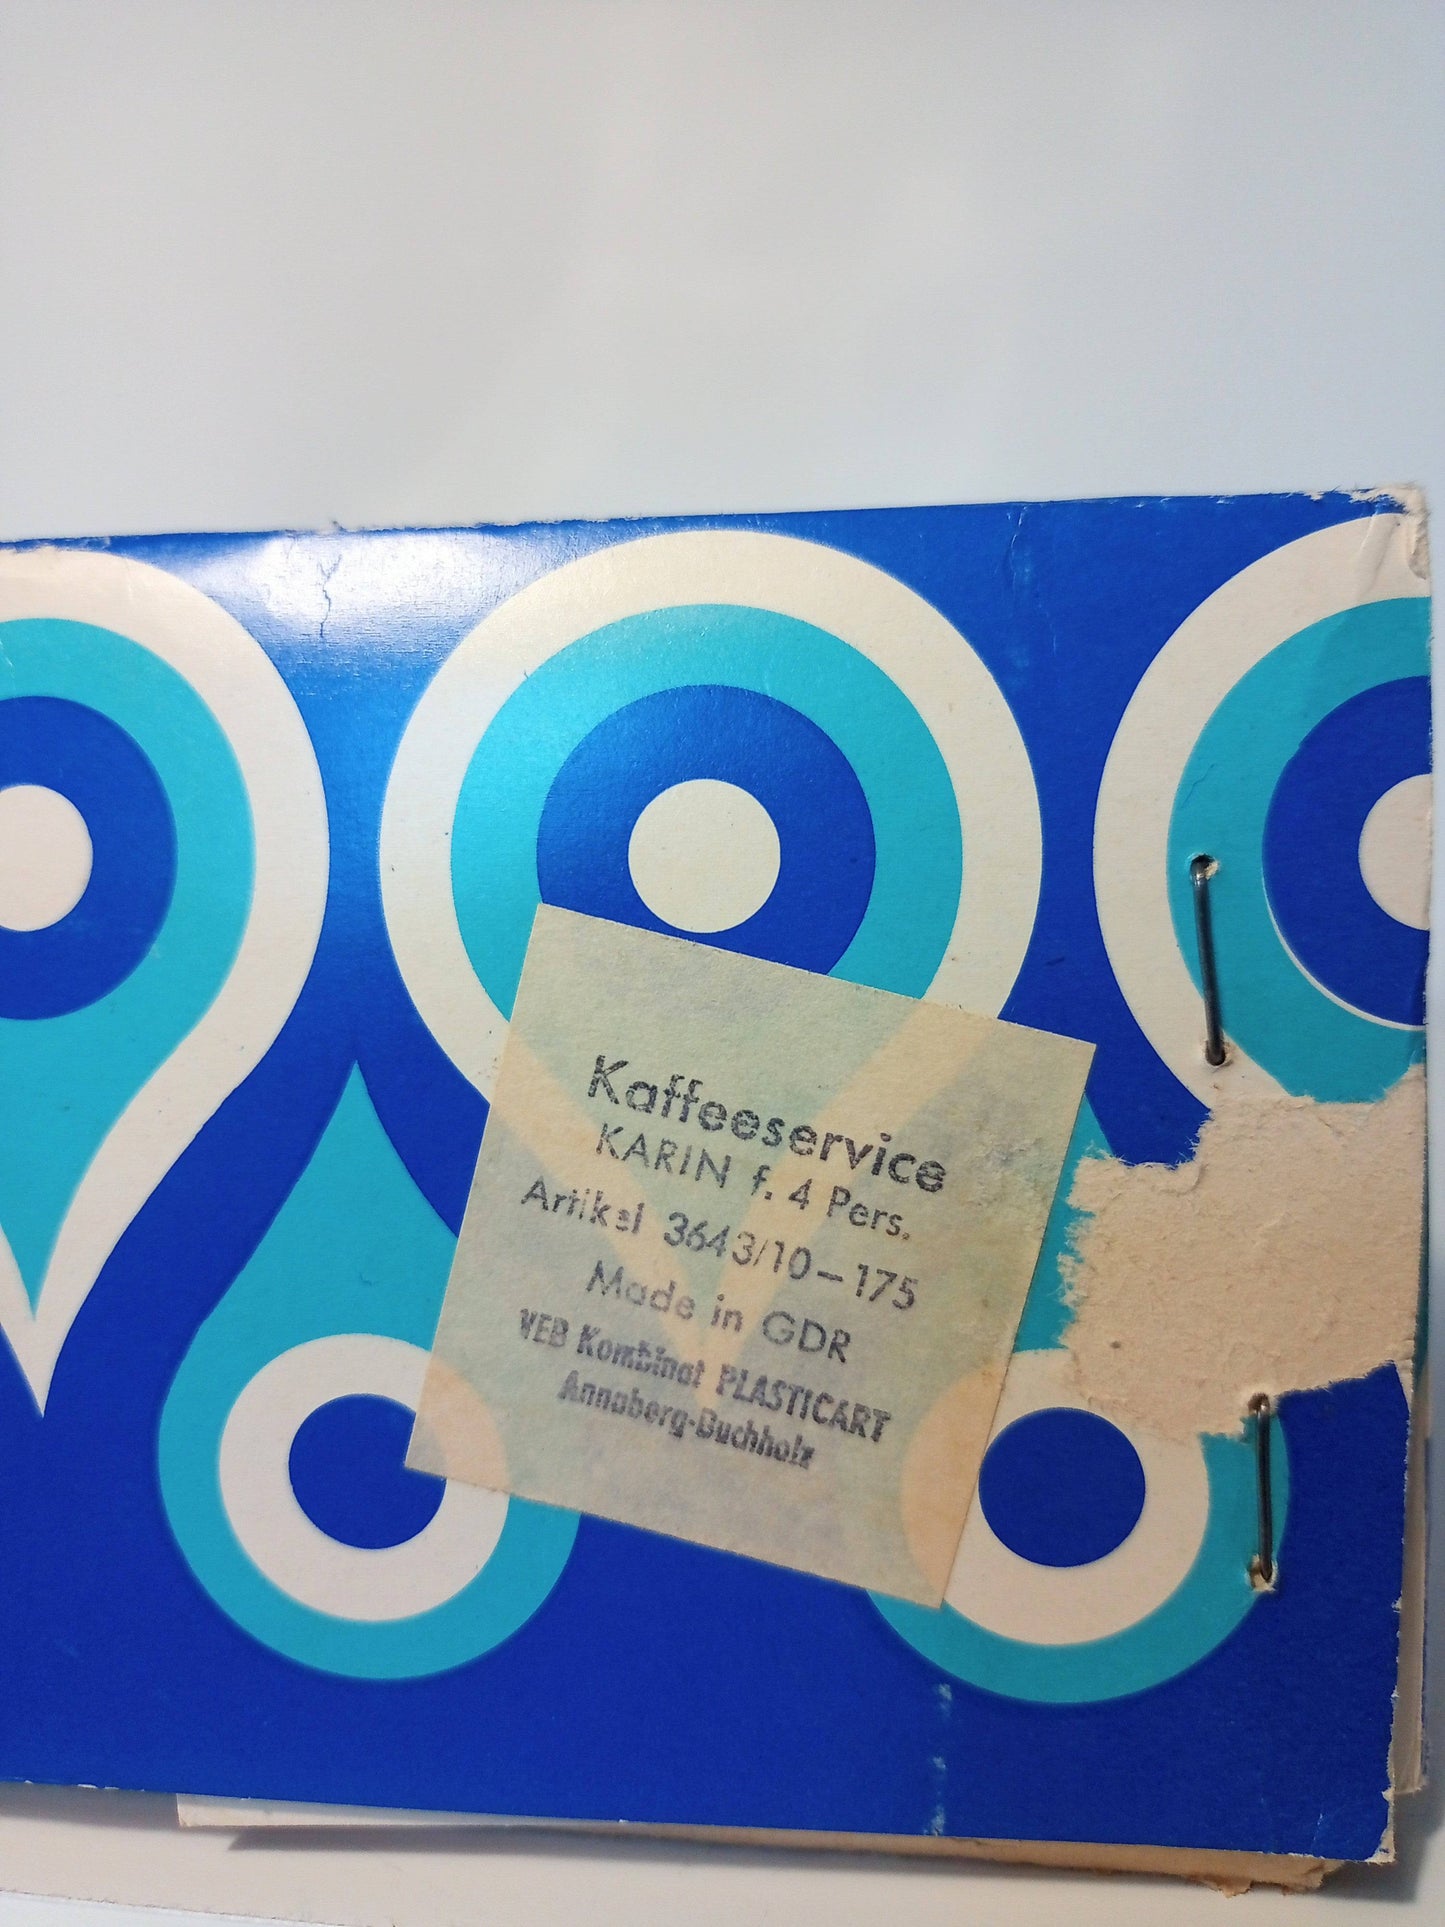 Kaffeeservice
KARIN f. 4 Pers.
Artikel 3643/10–175
Made in GDR
VEB Kombinat PLASTICART
Annaberg-Buchholz